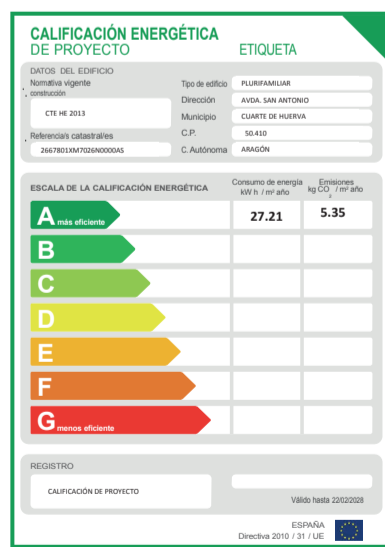 CALIFICACIÓN ENERGÉTICA
DE PROYECTO
ETIQUETA
DATOS DEL EDIFICIO
Normativa vigente
construcción
CTE HE 2013
Referencia/s catastral/es
2667801XM7026N0000AS
Tipo de edificio PLURIFAMILIAR
Dirección AVDA. SAN ANTONIO
Municipio CUARTE DE HUERVA
C.P. 50.410
C. Autónoma ARAGÓN
ESCALA DE LA CALIFICACIÓN ENERGÉTICA
Consumo de energía
kW h / m² año
Emisiones
kg CO2 / m² año
A más eficiente 27.21 5.35
B
C
D
E
F
G menos eficiente
REGISTRO
CALIFICACIÓN DE PROYECTO
Válido hasta 22/02/2028
ESPAÑA
Directiva 2010 / 31 / UE